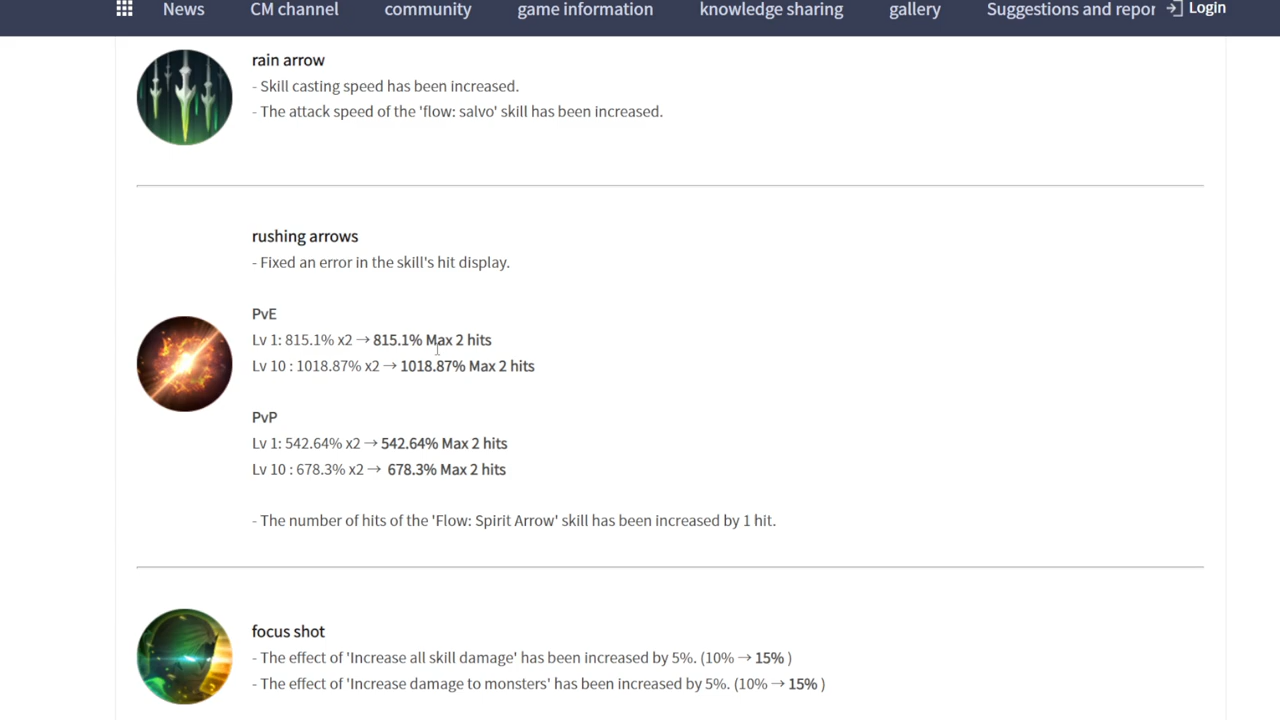 News CM channel community game information knowledge sharing gallery Suggestions and repor Login
rain arrow
- Skill casting speed has been increased.
- The attack speed of the 'flow: salvo' skill has been increased.
rushing arrows
- Fixed an error in the skill's hit display.
PvE
Lv 1: 815.1% x2 → 815.1% Max 2 hits
Lv 10 : 1018.87% x2 → 1018.87% Max 2 hits
PvP
Lv 1: 542.64% x2 → 542.64% Max 2 hits
Lv 10 : 678.3% x2 → 678.3% Max 2 hits
- The number of hits of the 'Flow: Spirit Arrow' skill has been increased by 1 hit.
focus shot
- The effect of 'Increase all skill damage' has been increased by 5%. (10% → 15% )
- The effect of 'Increase damage to monsters' has been increased by 5%. (10% → 15% )